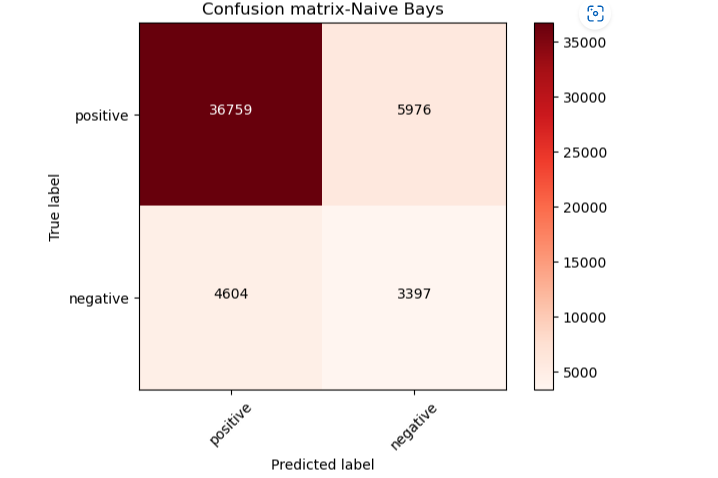 Confusion matrix-Naive Bays
35000
positive
36759
5976
30000
25000
True label
20000
15000
negative
4604
3397
10000
5000
positive
negative
Predicted label